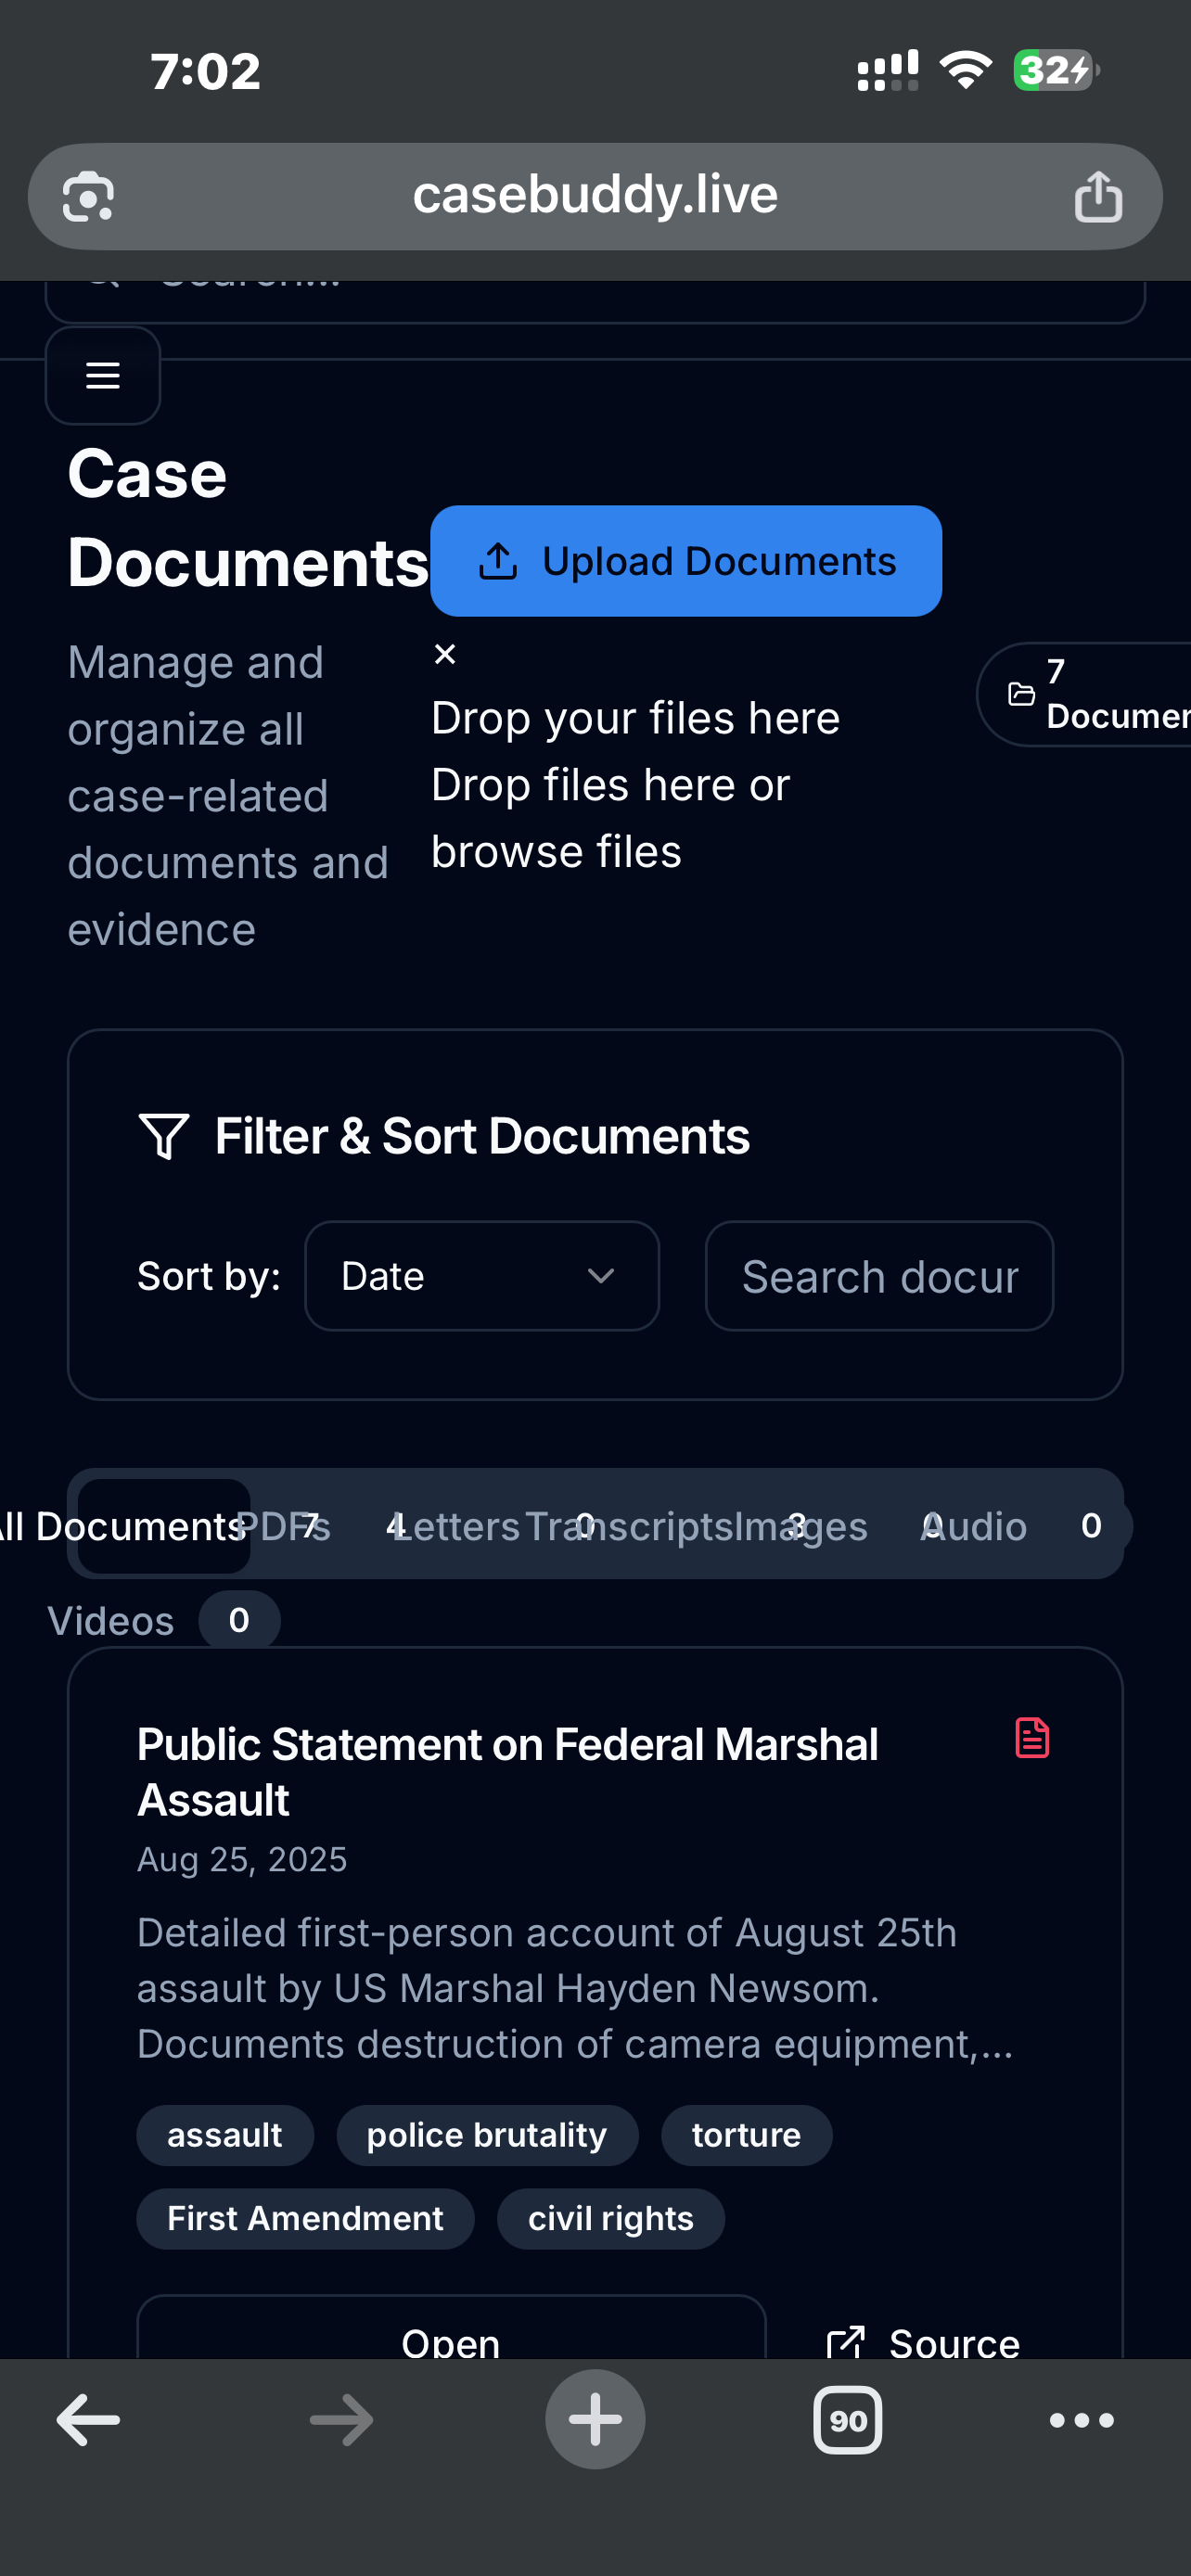 7:02
32
casebuddy.live
Search...
Case
Documents
Upload Documents
Manage and
organize all
case-related
documents and
evidence
×
Drop your files here
Drop files here or
browse files
7
Documen
Filter & Sort Documents
Sort by:
Date
Search docur
All Documents 7
PDFs 4
Letters 0
Transcripts 3
Images 0
Audio 0
Videos 0
Public Statement on Federal Marshal
Assault
Aug 25, 2025
Detailed first-person account of August 25th
assault by US Marshal Hayden Newsom.
Documents destruction of camera equipment,...
assault
police brutality
torture
First Amendment
civil rights
Open
Source
90